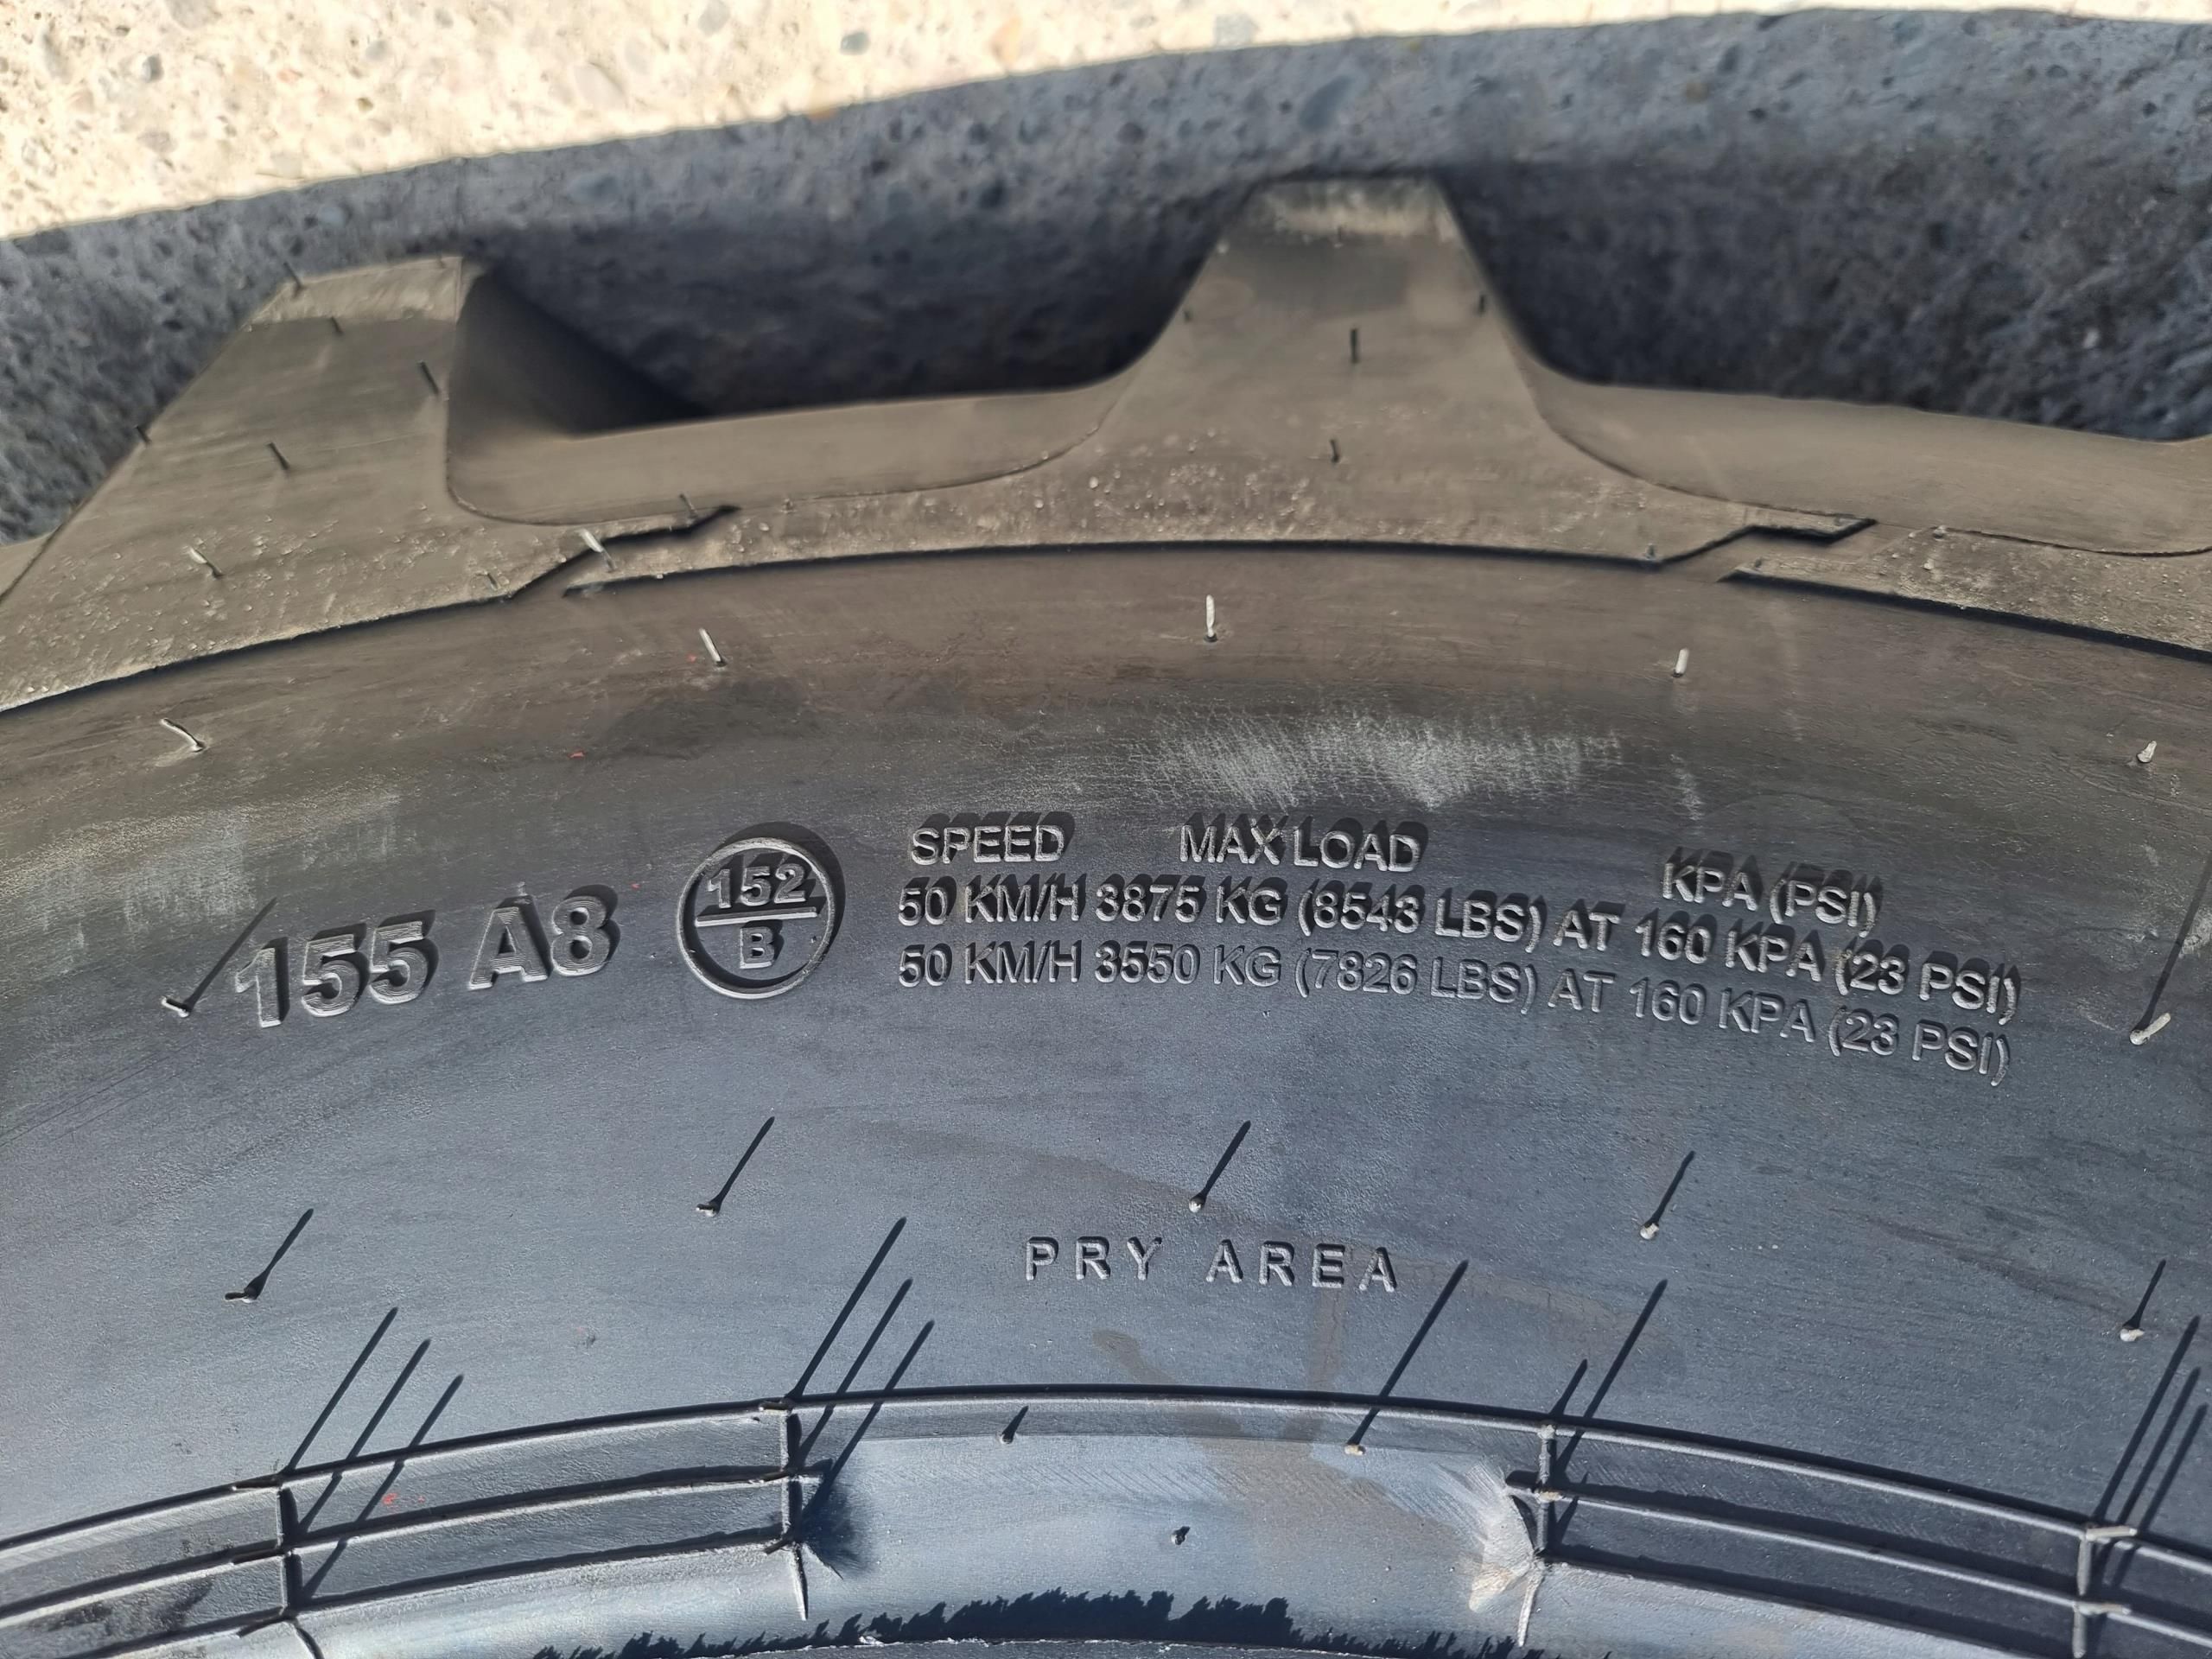 SPEED MAX LOAD KPA (PSI)
155 A8 152 50 KM/H 3875 KG (8543 LBS) AT 160 KPA (23 PSI)
B 50 KM/H 3550 KG (7826 LBS) AT 160 KPA (23 PSI)
PRY AREA